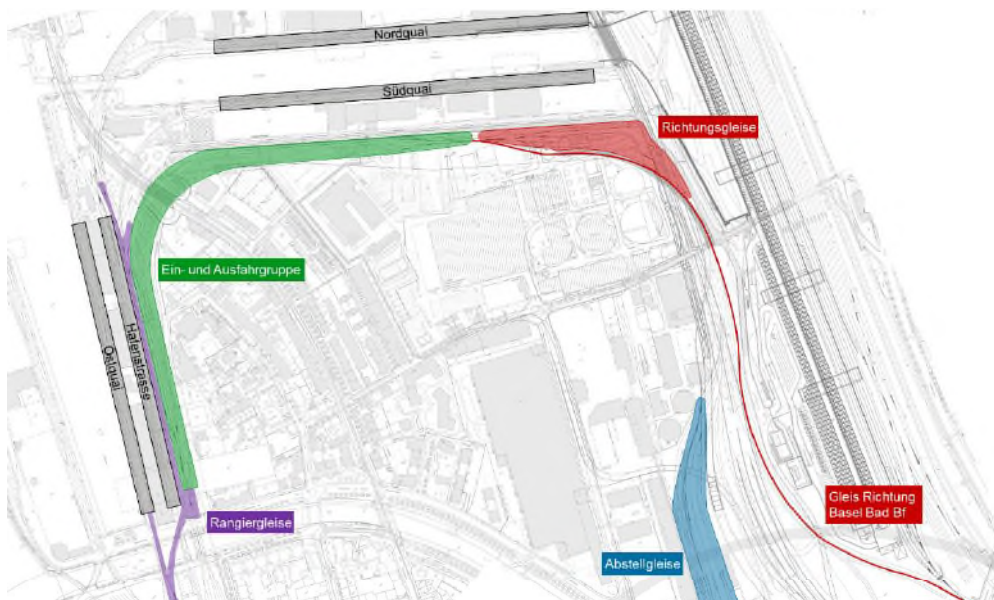 Nordquai
Südquai
Richtungsgleise
Ein- und Ausfahrgruppe
Hafenstrasse
Ostquai
Rangiergleise
Gleis Richtung
Basel Bad Bf
Abstellgleise